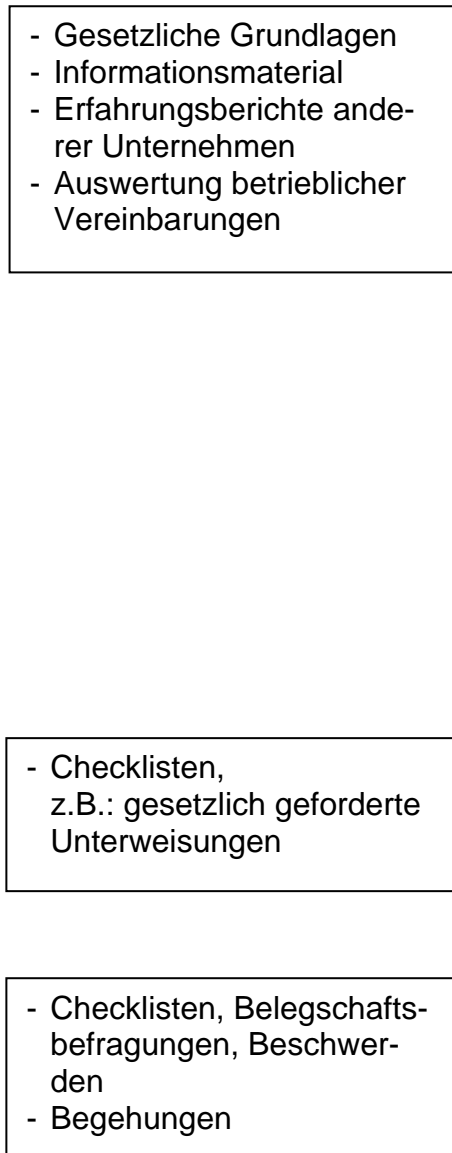 - Gesetzliche Grundlagen
- Informationsmaterial
- Erfahrungsberichte ande-
rer Unternehmen
- Auswertung betrieblicher
Vereinbarungen
- Checklisten,
z.B.: gesetzlich geforderte
Unterweisungen
- Checklisten, Belegschafts-
befragungen, Beschwer-
den
- Begehungen